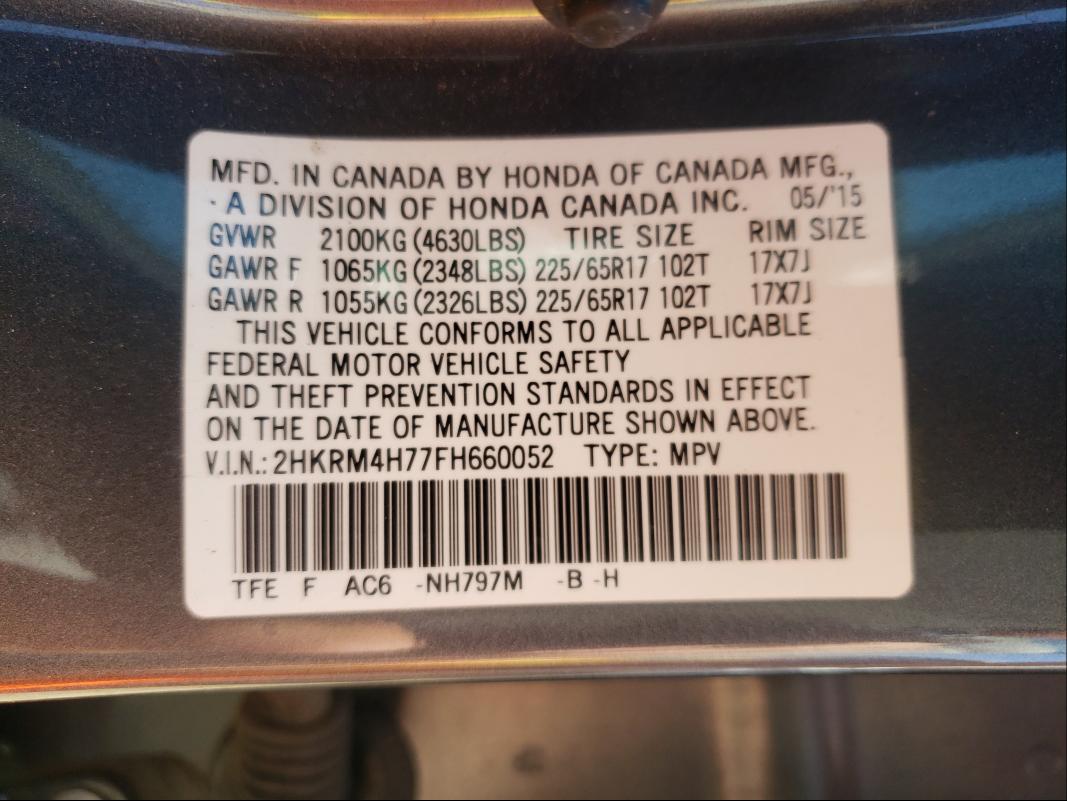 MFD. IN CANADA BY HONDA OF CANADA MFG.,
· A DIVISION OF HONDA CANADA INC. 05/'15
GVWR 2100KG (4630LBS) TIRE SIZE RIM SIZE
GAWR F 1065KG (2348LBS) 225/65R17 102T 17X7J
GAWR R 1055KG (2326LBS) 225/65R17 102T 17X7J
THIS VEHICLE CONFORMS TO ALL APPLICABLE
FEDERAL MOTOR VEHICLE SAFETY
AND THEFT PREVENTION STANDARDS IN EFFECT
ON THE DATE OF MANUFACTURE SHOWN ABOVE.
V.I.N.: 2HKRM4H77FH660052 TYPE: MPV
TFE F AC6 -NH797M -B -H